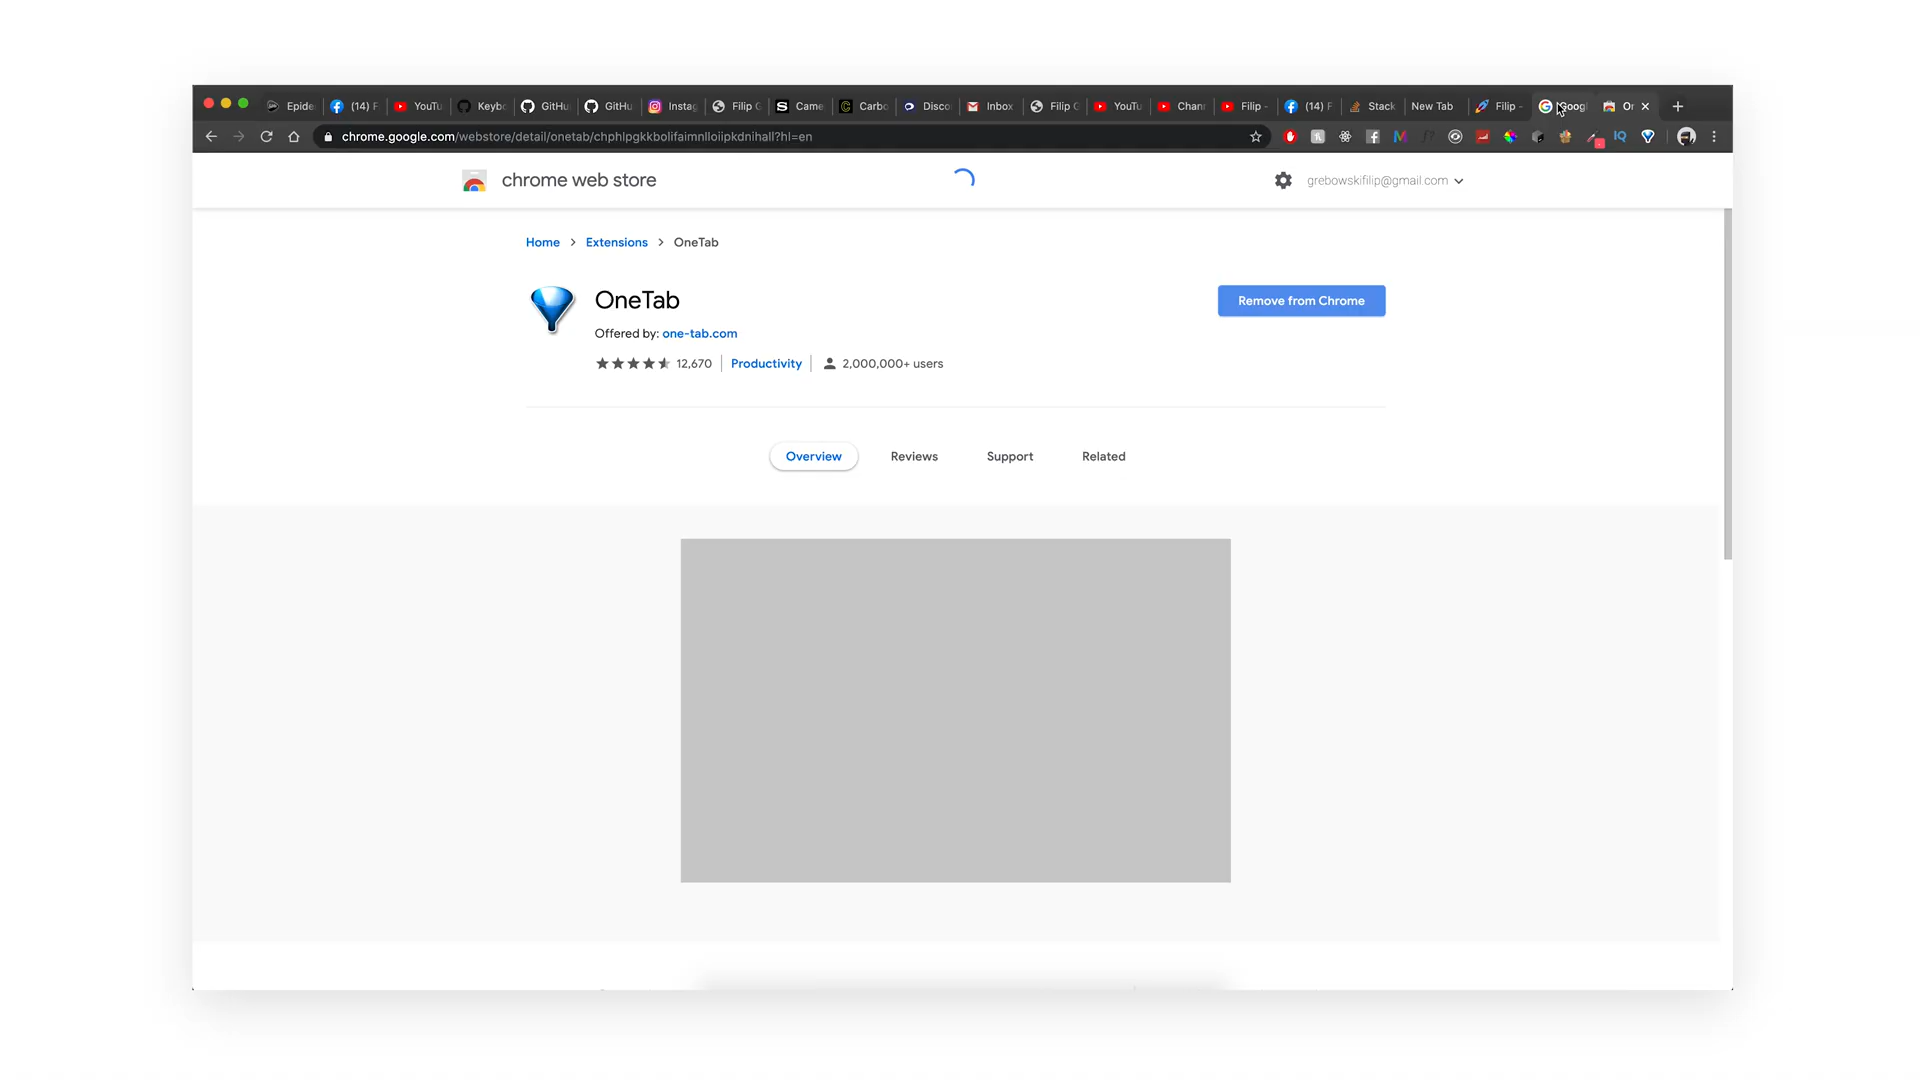 Epide (14) F YouTu Keybo GitHu GitHu Insta Filip G Came Carbo Disco Inbox Filip G YouTu Chann Filip - (14) F Stack New Tab Filip - Googl On
chrome.google.com/webstore/detail/onetab/chphlpgkkbolifaimnlloiipkdnihall?hl=en
chrome web store
grebowskifilip@gmail.com
Home > Extensions > OneTab
OneTab
Remove from Chrome
Offered by: one-tab.com
12,670 Productivity 2,000,000+ users
Overview Reviews Support Related